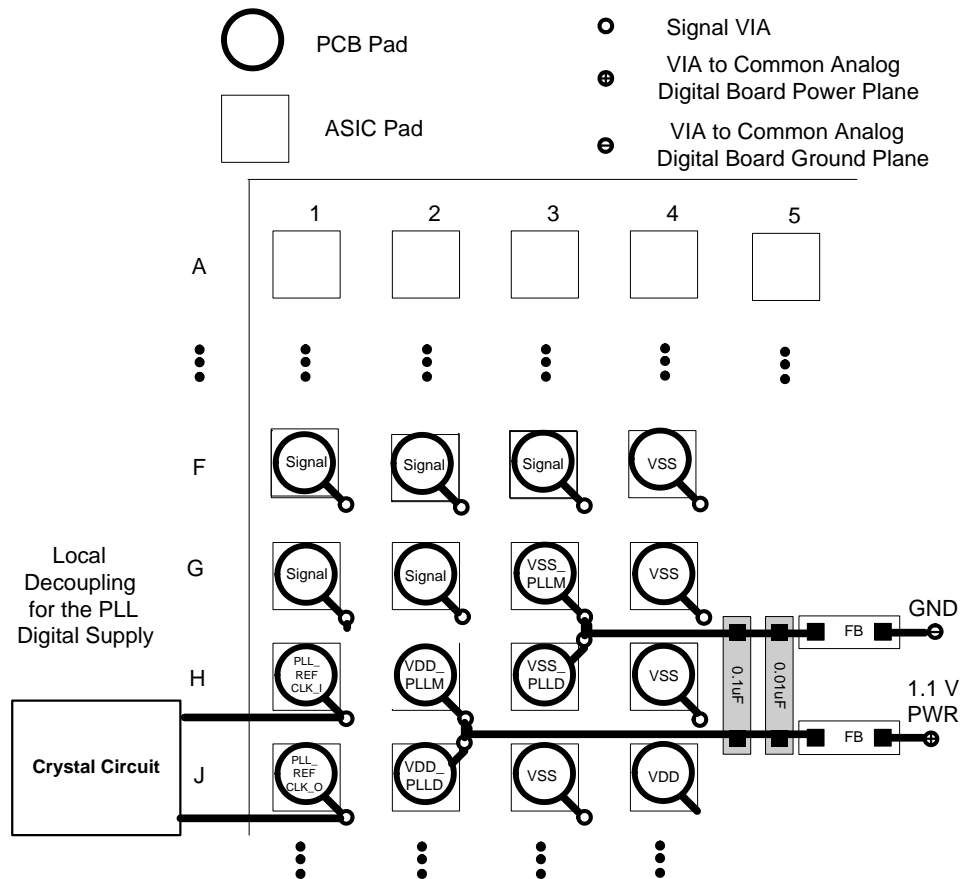 PCB Pad
Signal VIA
VIA to Common Analog
Digital Board Power Plane
ASIC Pad
VIA to Common Analog
Digital Board Ground Plane
1 2 3 4 5
A
F
Signal
Signal
Signal
VSS
Local
Decoupling
for the PLL
Digital Supply
G
Signal
Signal
VSS_
PLLM
VSS
GND
FB
H
PLL_
REF
CLK_I
VDD_
PLLM
VSS_
PLLD
VSS
0.1uF
0.01uF
1.1 V
PWR
FB
Crystal Circuit
J
PLL_
REF
CLK_O
VDD_
PLLD
VSS
VDD